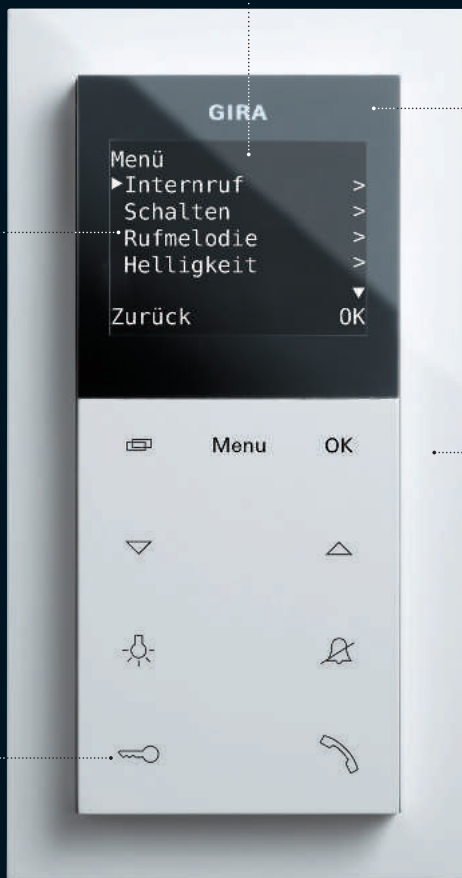 GIRA
Menü
Internruf >
Schalten >
Rufmelodie >
Helligkeit >
Zurück OK
Menu OK